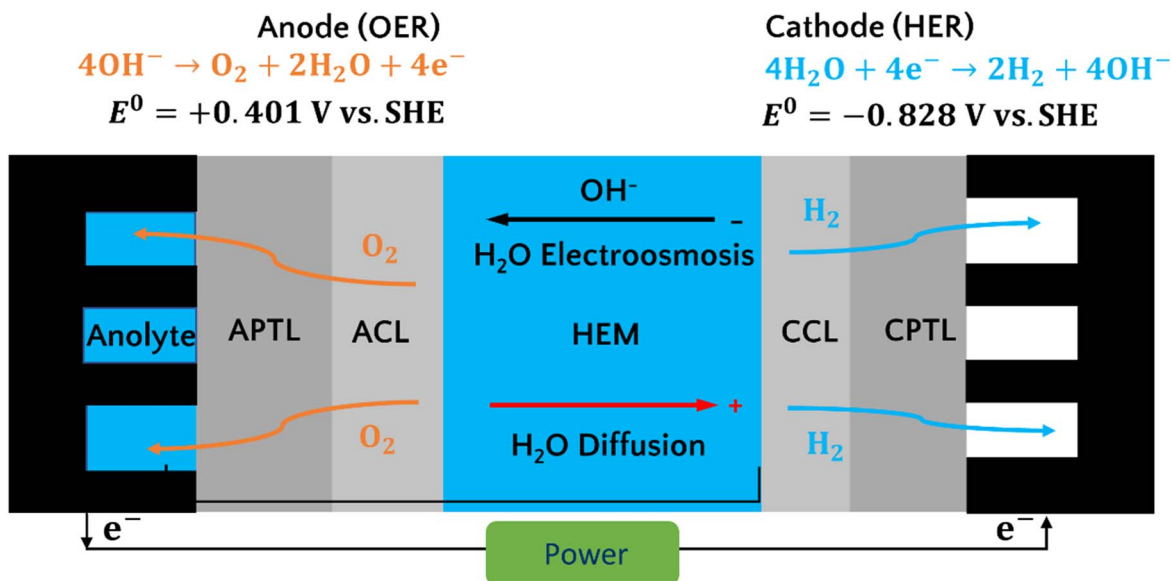 Anode (OER)
4OH⁻ → O₂ + 2H₂O + 4e⁻
E⁰ = +0.401 V vs. SHE
Cathode (HER)
4H₂O + 4e⁻ → 2H₂ + 4OH⁻
E⁰ = −0.828 V vs. SHE
OH⁻
−
H₂O Electroosmosis
O₂
H₂
Anolyte
APTL
ACL
HEM
CCL
CPTL
+
O₂
H₂O Diffusion
H₂
e⁻
Power
e⁻